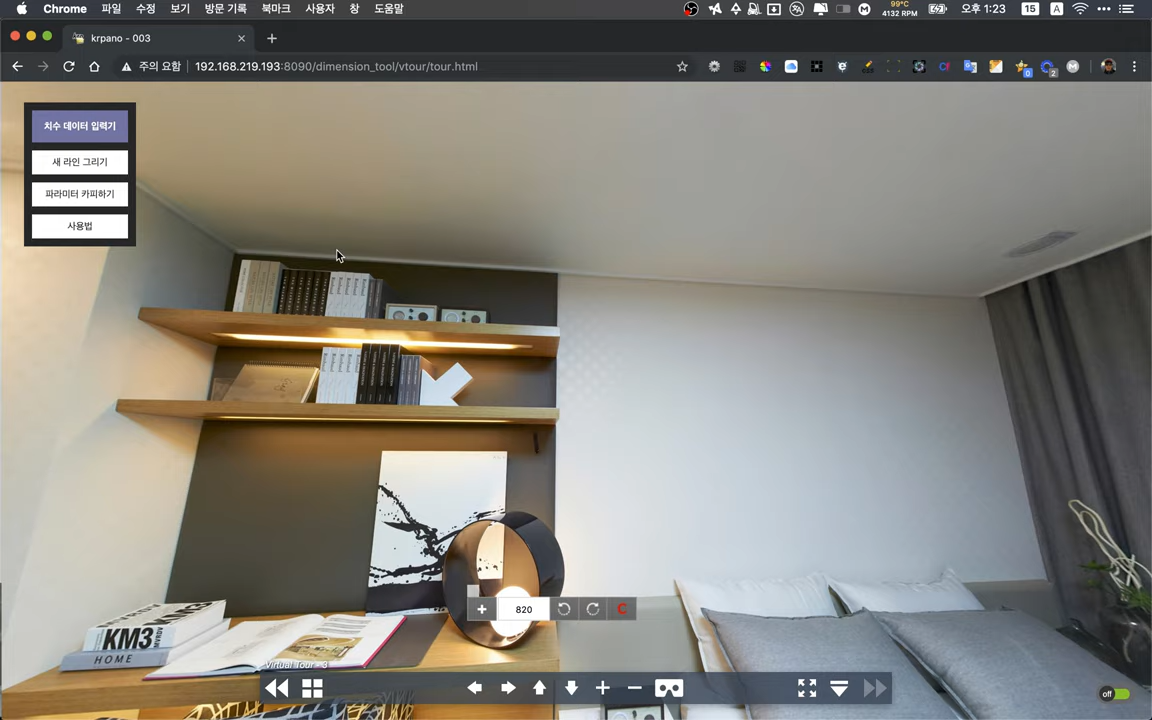 Chrome 파일 수정 보기 방문 기록 북마크 사용자 창 도움말
99°C
4132 RPM
오후 1:23 15 A
krpano - 003
주의 요함 192.168.219.193:8090/dimension_tool/vtour/tour.html
치수 데이터 입력기
새 라인 그리기
파라미터 카피하기
사용법
KM3
HOME
820
Virtual Tour - 3
off